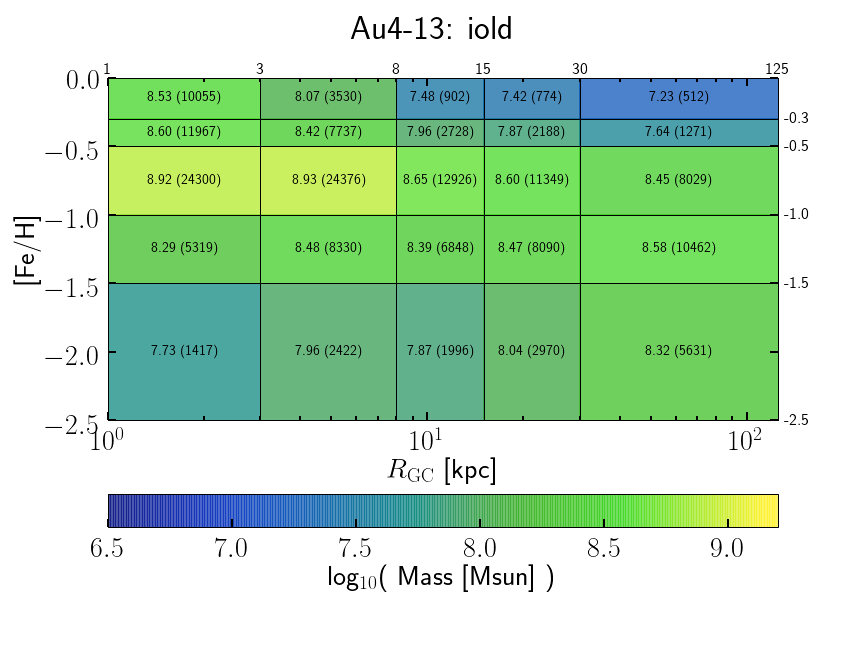 Au4-13: iold
1 3 8 15 30 125
0.0
8.53 (10055) 8.07 (3530) 7.48 (902) 7.42 (774) 7.23 (512)
-0.3
8.60 (11967) 8.42 (7737) 7.96 (2728) 7.87 (2188) 7.64 (1271)
−0.5 -0.5
8.92 (24300) 8.93 (24376) 8.65 (12926) 8.60 (11349) 8.45 (8029)
−1.0 -1.0
[Fe/H]
8.29 (5319) 8.48 (8330) 8.39 (6848) 8.47 (8090) 8.58 (10462)
−1.5 -1.5
7.73 (1417) 7.96 (2422) 7.87 (1996) 8.04 (2970) 8.32 (5631)
−2.0
−2.5 -2.5
10⁰ 10¹ 10²
R_GC [kpc]
6.5 7.0 7.5 8.0 8.5 9.0
log₁₀( Mass [Msun] )